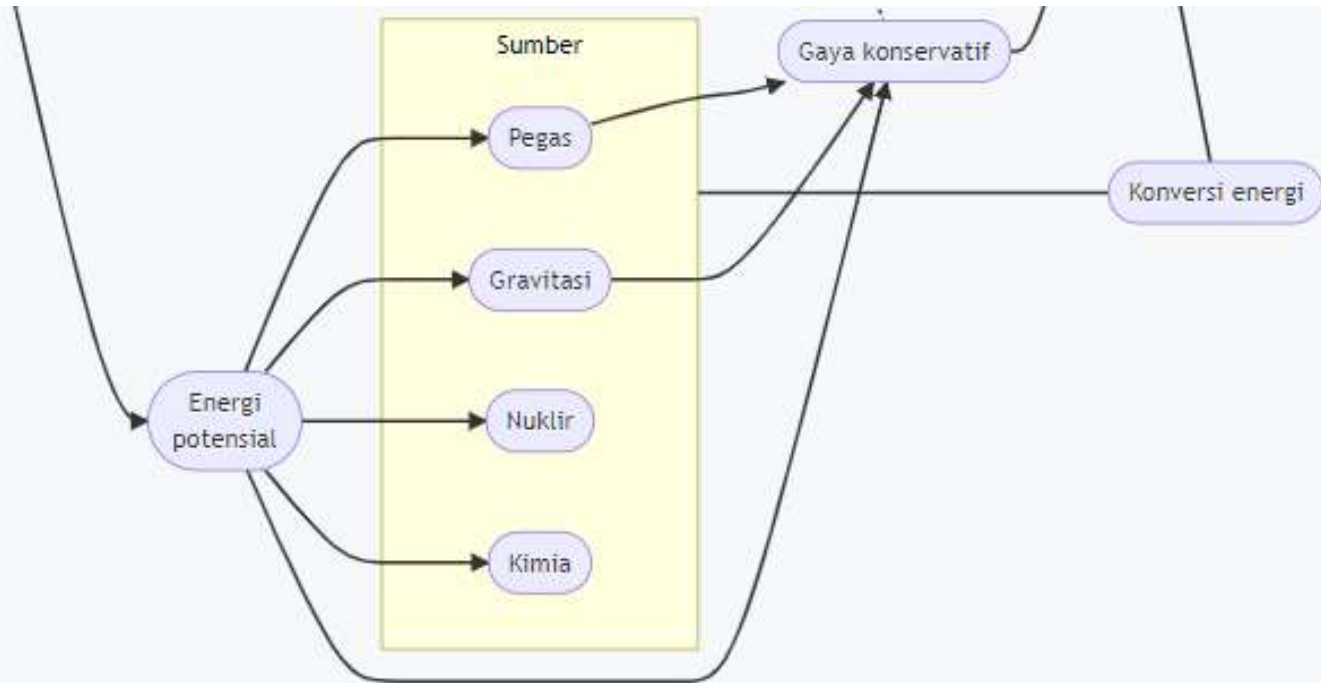 Sumber
Gaya konservatif
Pegas
Konversi energi
Gravitasi
Energi
potensial
Nuklir
Kimia